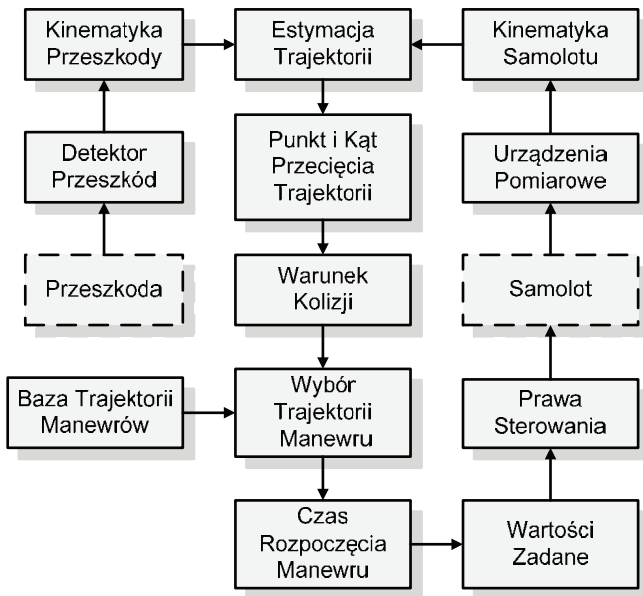 Kinematyka
Przeszkody
Estymacja
Trajektorii
Kinematyka
Samolotu
Detektor
Przeszkód
Punkt i Kąt
Przecięcia
Trajektorii
Urządzenia
Pomiarowe
Przeszkoda
Warunek
Kolizji
Samolot
Baza Trajektorii
Manewrów
Wybór
Trajektorii
Manewru
Prawa
Sterowania
Czas
Rozpoczęcia
Manewru
Wartości
Zadane